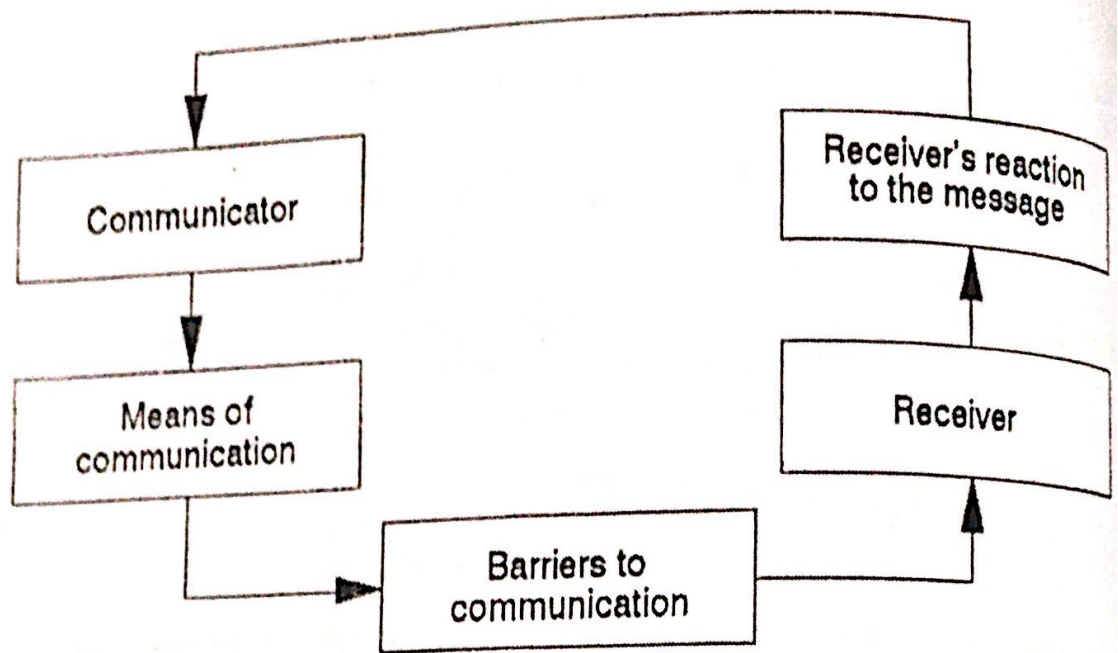 Communicator
Means of
communication
Barriers to
communication
Receiver
Receiver's reaction
to the message